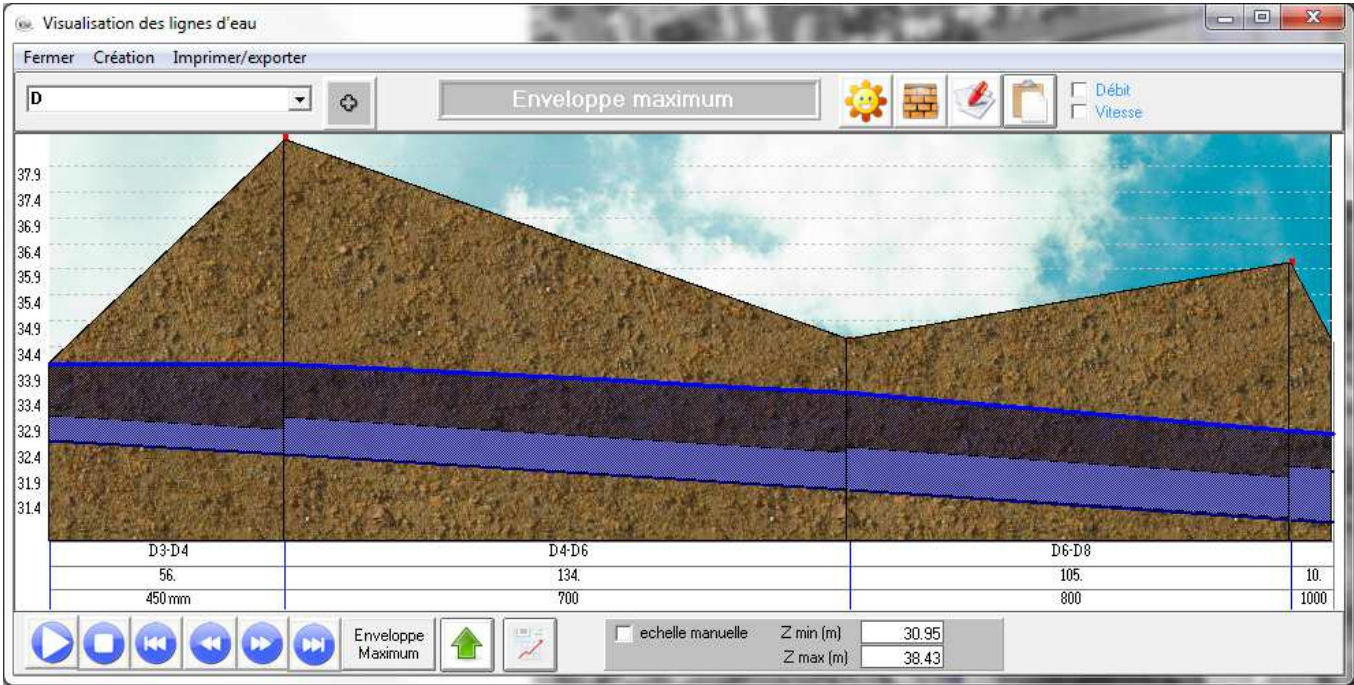 Visualisation des lignes d'eau
Fermer Création Imprimer/exporter
D
Enveloppe maximum
Débit
Vitesse
37.9
37.4
36.9
36.4
35.9
35.4
34.9
34.4
33.9
33.4
32.9
32.4
31.9
31.4
D3-D4 D4-D6 D6-D8
56. 134. 105. 10.
450 mm 700 800 1000
Enveloppe
Maximum
echelle manuelle Z min (m) 30.95
Z max (m) 38.43